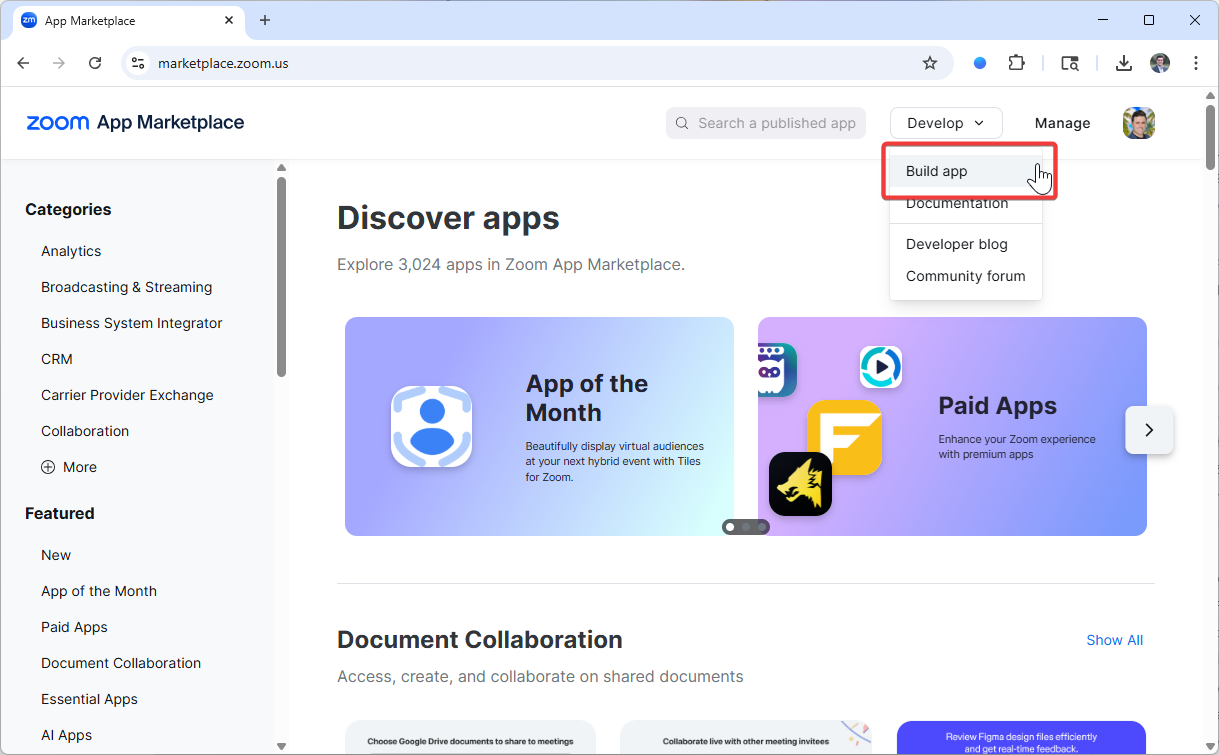 zm App Marketplace
marketplace.zoom.us
zoom App Marketplace
Search a published app
Develop
Manage
Build app
Documentation
Developer blog
Community forum
Categories
Analytics
Broadcasting & Streaming
Business System Integrator
CRM
Carrier Provider Exchange
Collaboration
More
Featured
New
App of the Month
Paid Apps
Document Collaboration
Essential Apps
AI Apps
Discover apps
Explore 3,024 apps in Zoom App Marketplace.
App of the
Month
Beautifully display virtual audiences
at your next hybrid event with Tiles
for Zoom.
Paid Apps
Enhance your Zoom experience
with premium apps
Document Collaboration
Show All
Access, create, and collaborate on shared documents
Choose Google Drive documents to share to meetings
Collaborate live with other meeting invitees
Review Figma design files efficiently
and get real-time feedback.